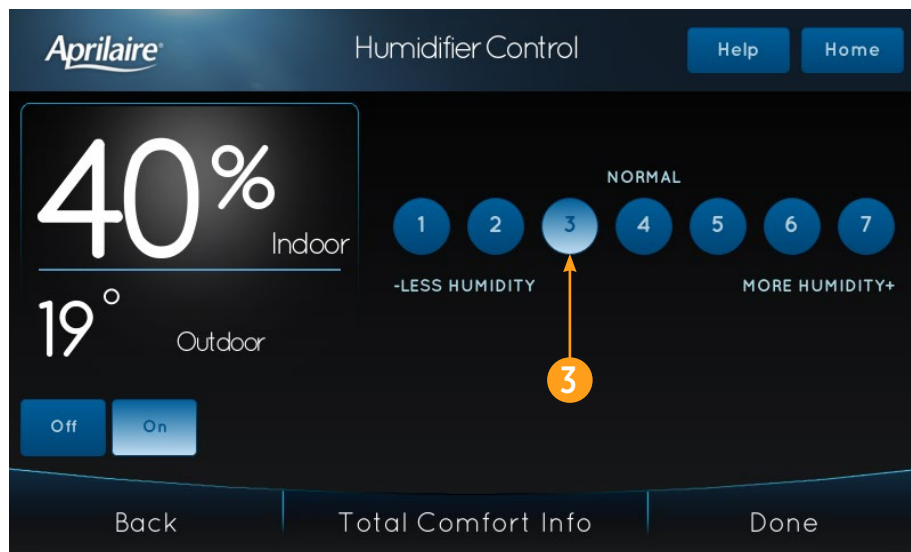 Aprilaire®
Humidifier Control
Help
Home
40%
Indoor
19°
Outdoor
NORMAL
1 2 3 4 5 6 7
-LESS HUMIDITY
MORE HUMIDITY+
3
Off
On
Back
Total Comfort Info
Done